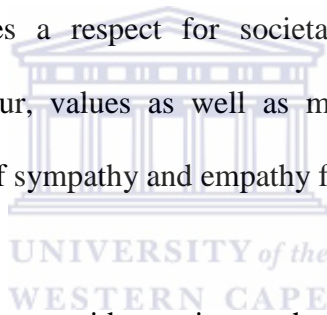 es a respect for societa
ur, values as well as m
f sympathy and empathy f
UNIVERSITY of the
WESTERN CAPE